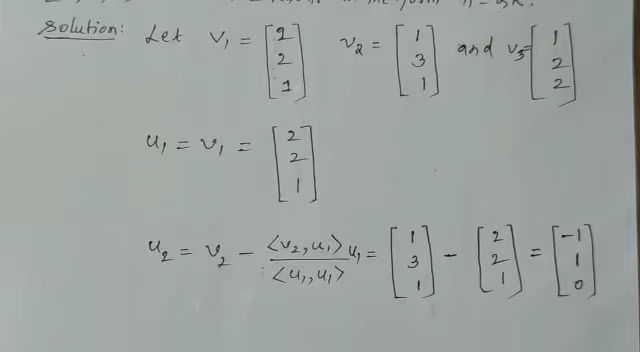 Solution: Let v₁ = [2 2 1] v₂ = [1 3 1] and v₃ = [1 2 2]
u₁ = v₁ = [2 2 1]
u₂ = v₂ - <v₂, u₁> / <u₁, u₁> u₁ = [1 3 1] - [2 2 1] = [-1 1 0]